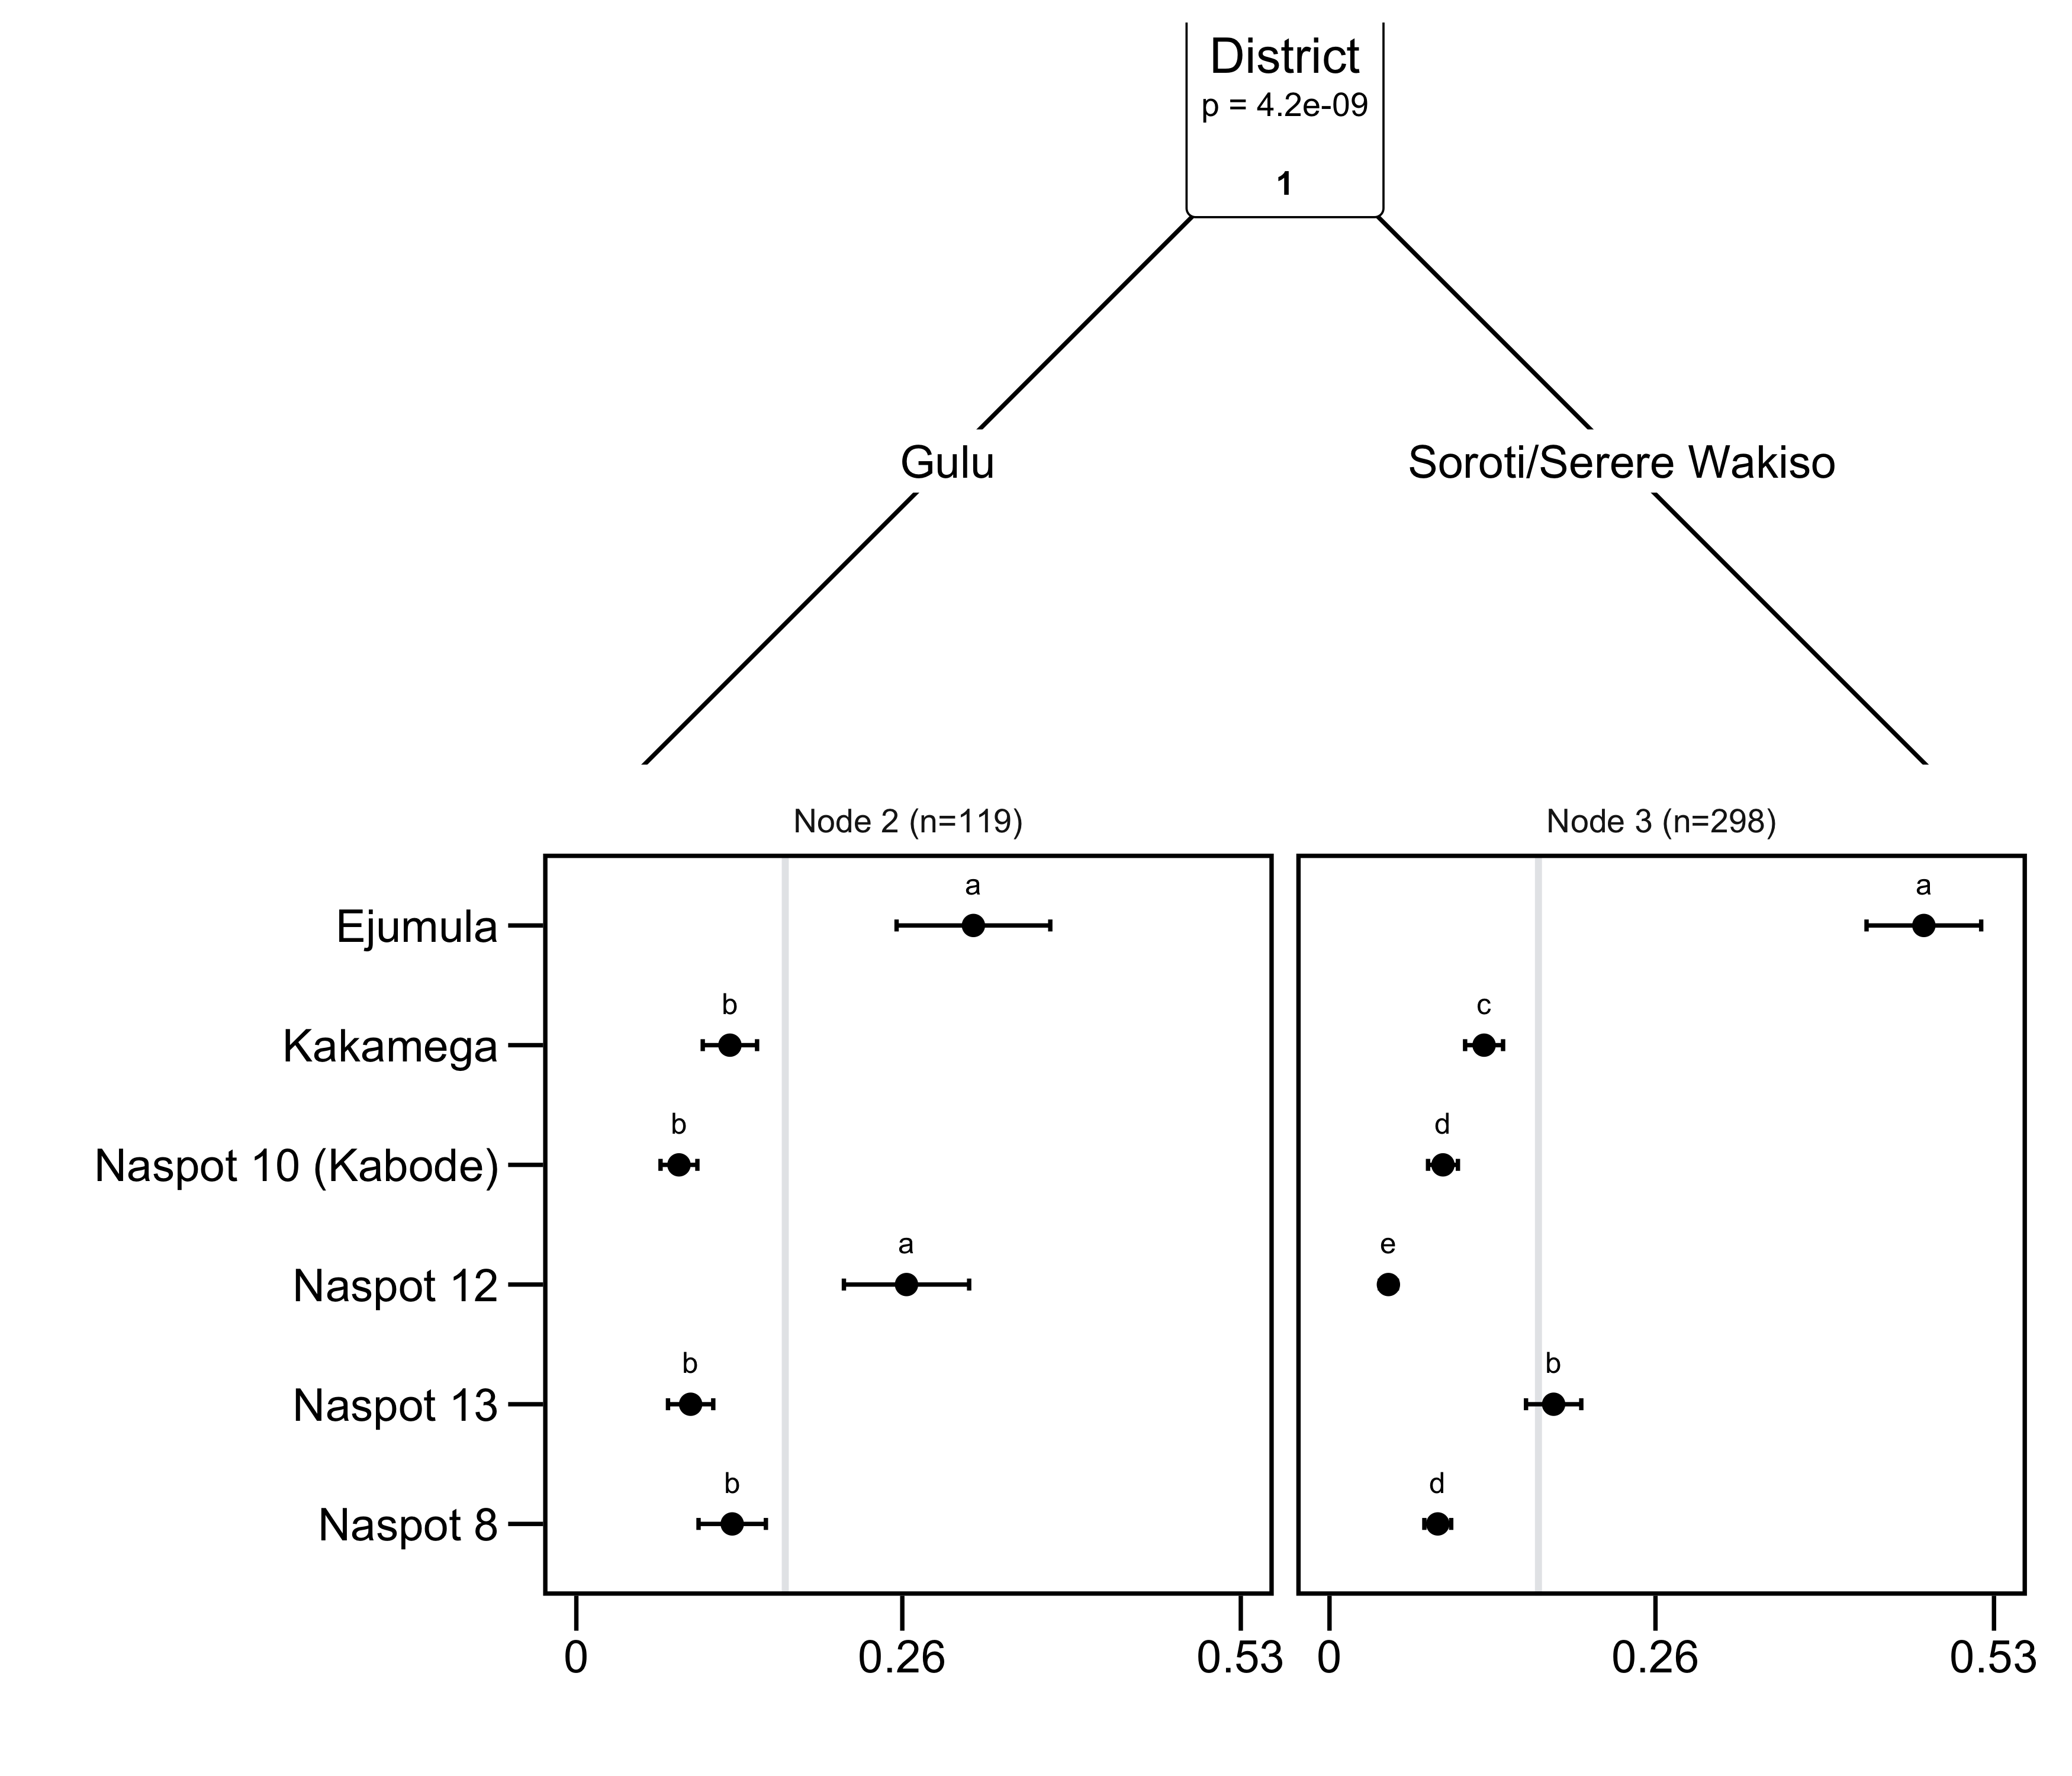 District
p = 4.2e-09
1
Gulu
Soroti/Serere Wakiso
Node 2 (n=119)
Node 3 (n=298)
Ejumula
a
a
Kakamega
b
c
Naspot 10 (Kabode)
b
d
Naspot 12
a
e
Naspot 13
b
b
Naspot 8
b
d
0 0.26 0.53
0 0.26 0.53